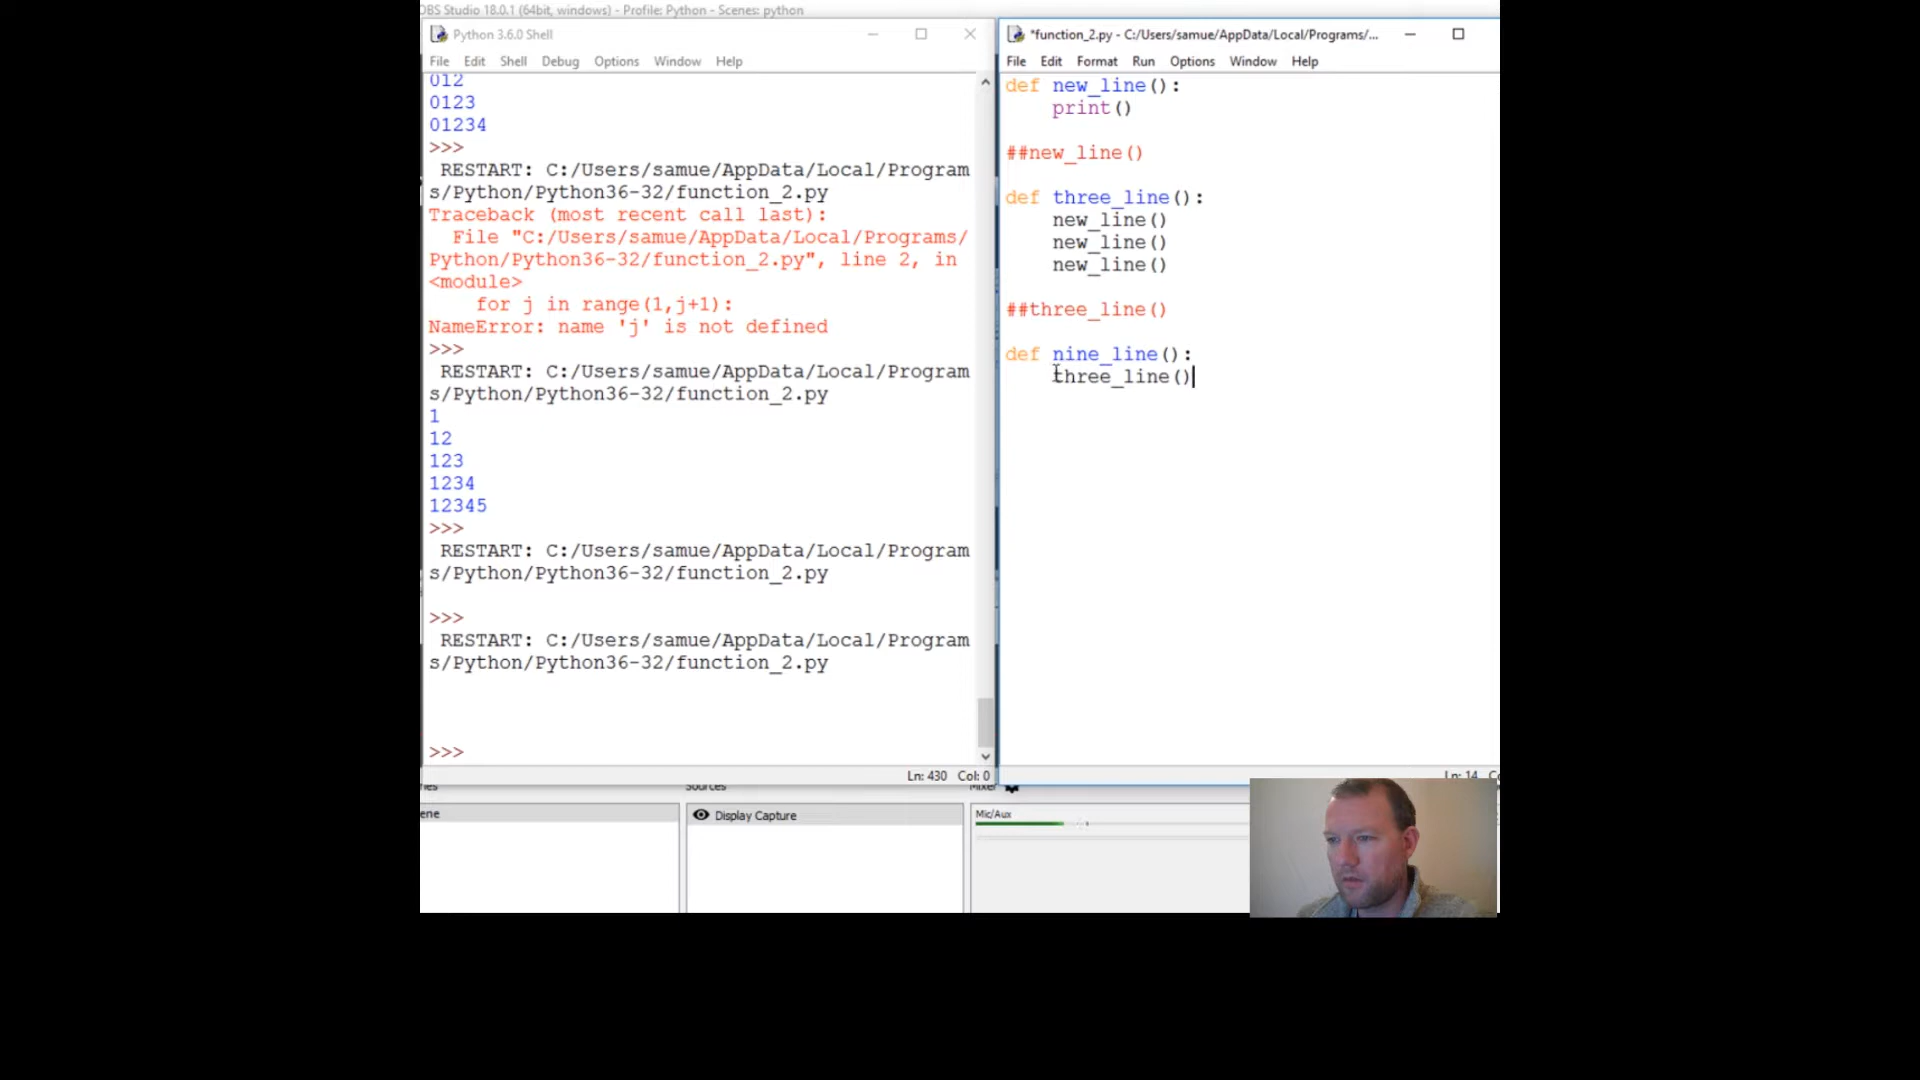 OBS Studio 18.0.1 (64bit, windows) - Profile: Python - Scenes: python
Python 3.6.0 Shell
File Edit Shell Debug Options Window Help
012
0123
01234
>>>
RESTART: C:/Users/samue/AppData/Local/Program
s/Python/Python36-32/function_2.py
Traceback (most recent call last):
File "C:/Users/samue/AppData/Local/Programs/
Python/Python36-32/function_2.py", line 2, in
<module>
for j in range(1,j+1):
NameError: name 'j' is not defined
>>>
RESTART: C:/Users/samue/AppData/Local/Program
s/Python/Python36-32/function_2.py
1
12
123
1234
12345
>>>
RESTART: C:/Users/samue/AppData/Local/Program
s/Python/Python36-32/function_2.py
>>>
RESTART: C:/Users/samue/AppData/Local/Program
s/Python/Python36-32/function_2.py
>>>
Ln: 430 Col: 0
*function_2.py - C:/Users/samue/AppData/Local/Programs/...
File Edit Format Run Options Window Help
def new_line():
print()
##new_line()
def three_line():
new_line()
new_line()
new_line()
##three_line()
def nine_line():
three_line()
Ln: 14
Sources
Mixer
ene
Display Capture
Mic/Aux